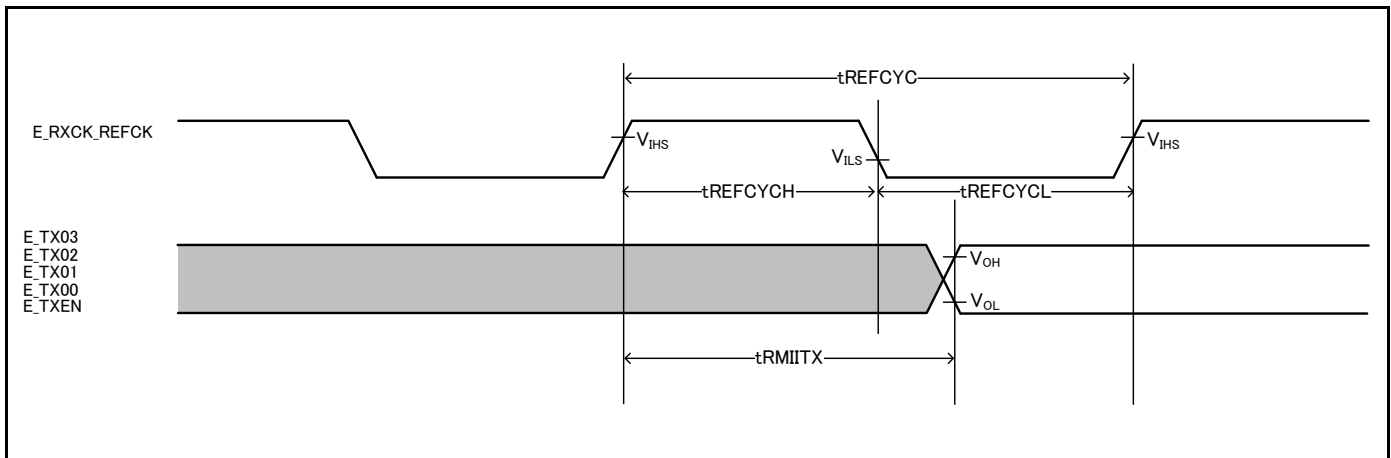 tREFCYC
E_RXCK_REFCK
VIHS
VILS
VIHS
tREFCYCH
tREFCYCL
E_TX03
E_TX02
E_TX01
E_TX00
E_TXEN
VOH
VOL
tRMIITX